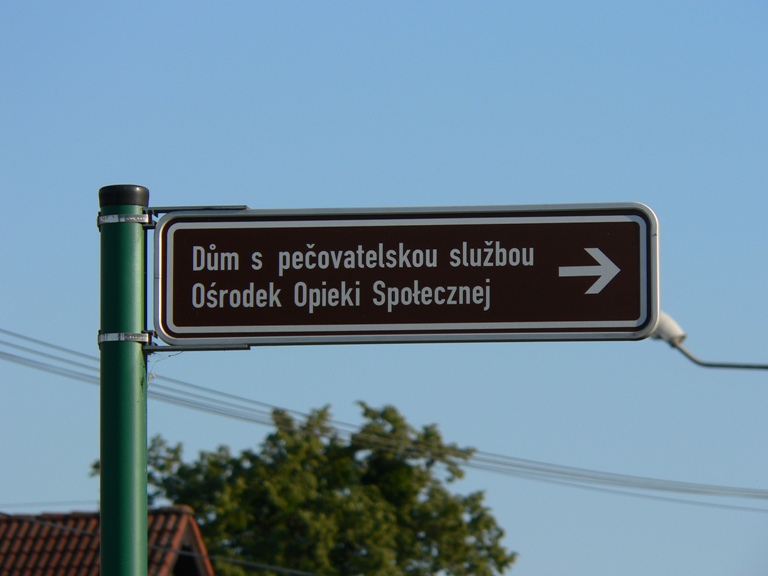 Dům s pečovatelskou službou
Ośrodek Opieki Społecznej